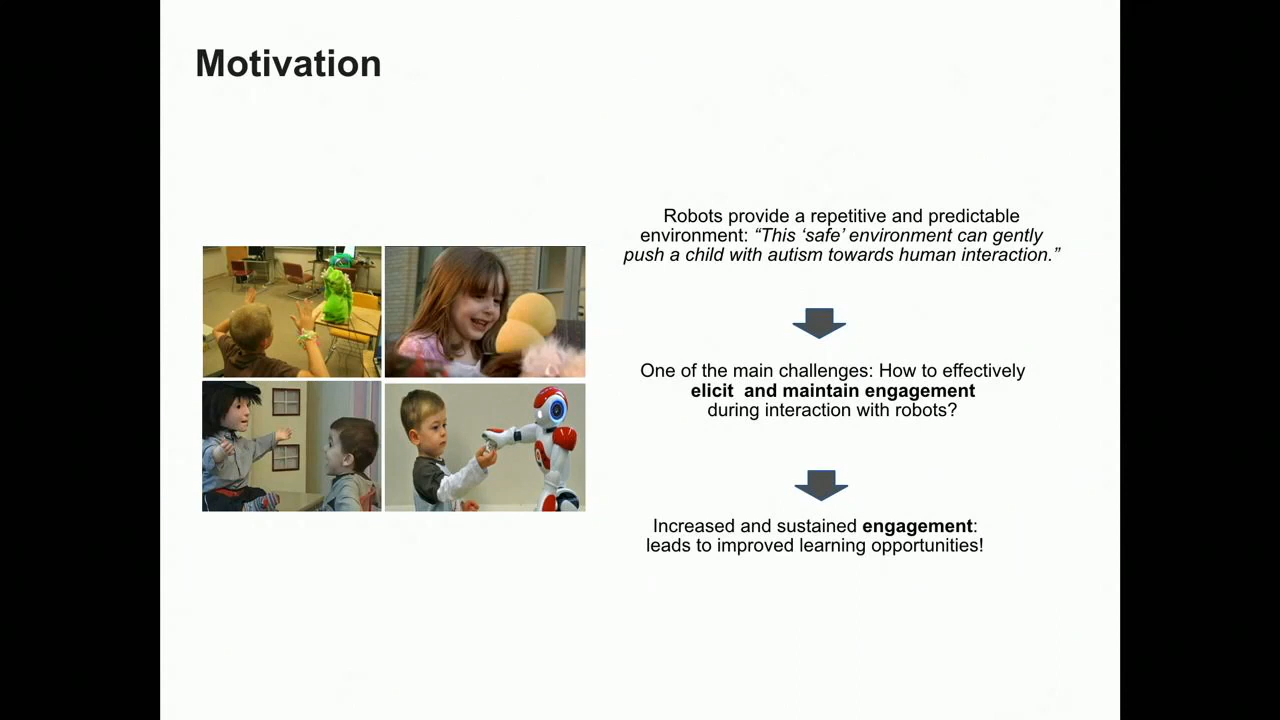 Motivation
Robots provide a repetitive and predictable
environment: “This ‘safe’ environment can gently
push a child with autism towards human interaction.”
One of the main challenges: How to effectively
elicit  and maintain engagement
during interaction with robots?
Increased and sustained engagement:
leads to improved learning opportunities!